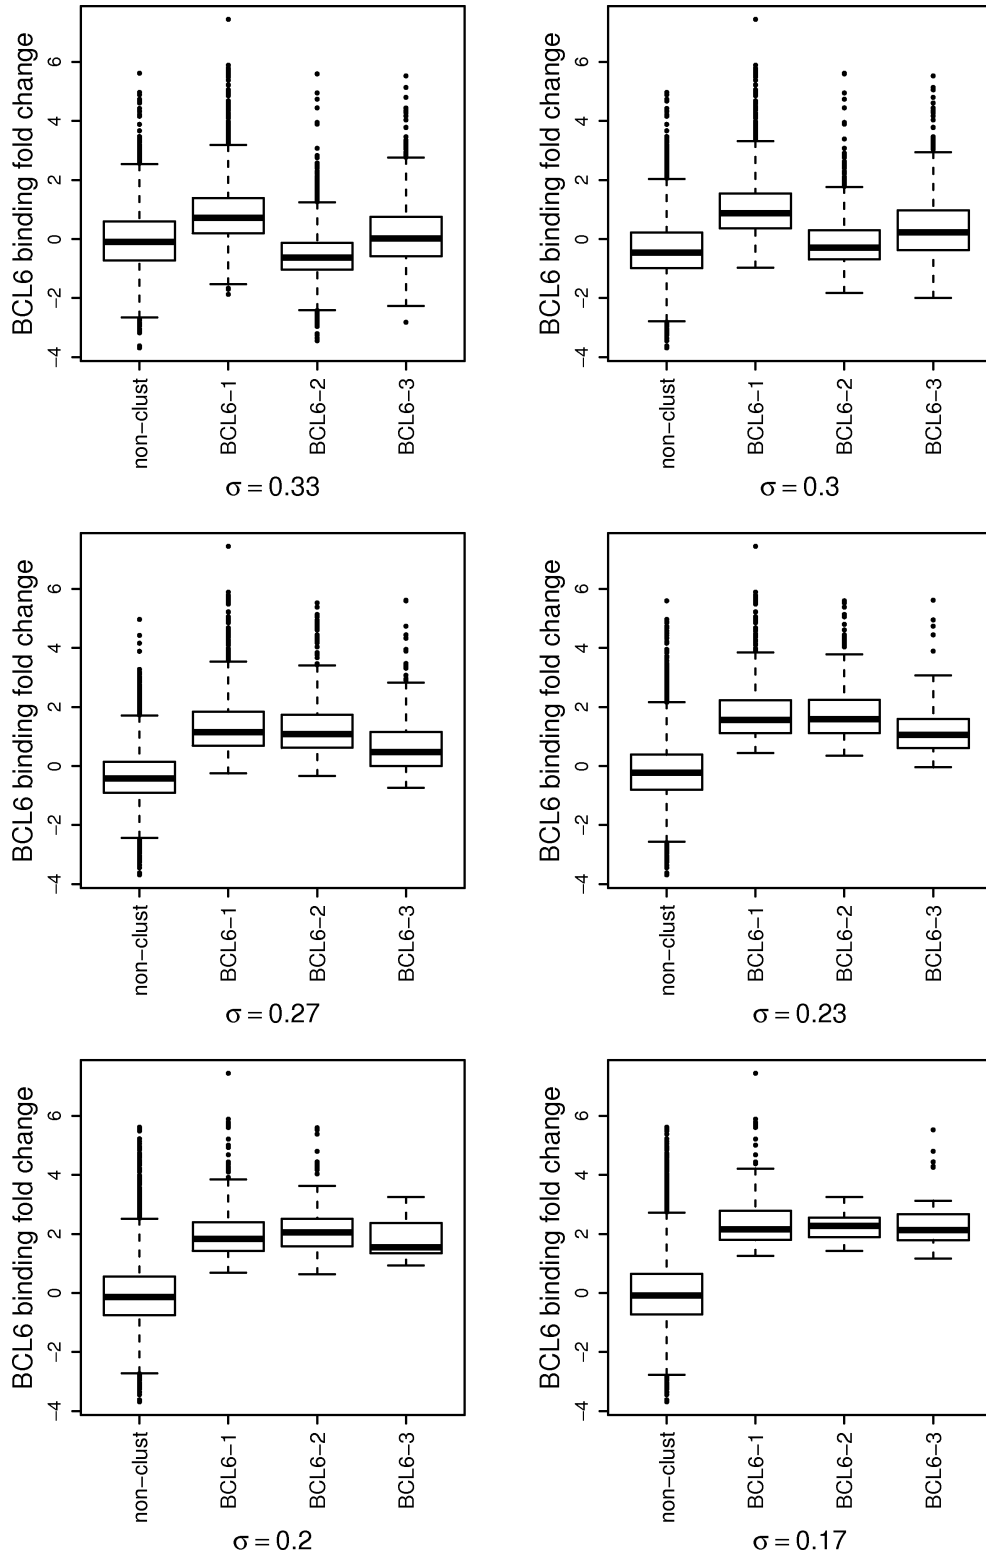 BCL6 binding fold change
6
4
2
0
−2
−4
non−clust
BCL6−1
BCL6−2
BCL6−3
σ = 0.33
BCL6 binding fold change
6
4
2
0
−2
−4
non−clust
BCL6−1
BCL6−2
BCL6−3
σ = 0.3
BCL6 binding fold change
6
4
2
0
−2
−4
non−clust
BCL6−1
BCL6−2
BCL6−3
σ = 0.27
BCL6 binding fold change
6
4
2
0
−2
−4
non−clust
BCL6−1
BCL6−2
BCL6−3
σ = 0.23
BCL6 binding fold change
6
4
2
0
−2
−4
non−clust
BCL6−1
BCL6−2
BCL6−3
σ = 0.2
BCL6 binding fold change
6
4
2
0
−2
−4
non−clust
BCL6−1
BCL6−2
BCL6−3
σ = 0.17